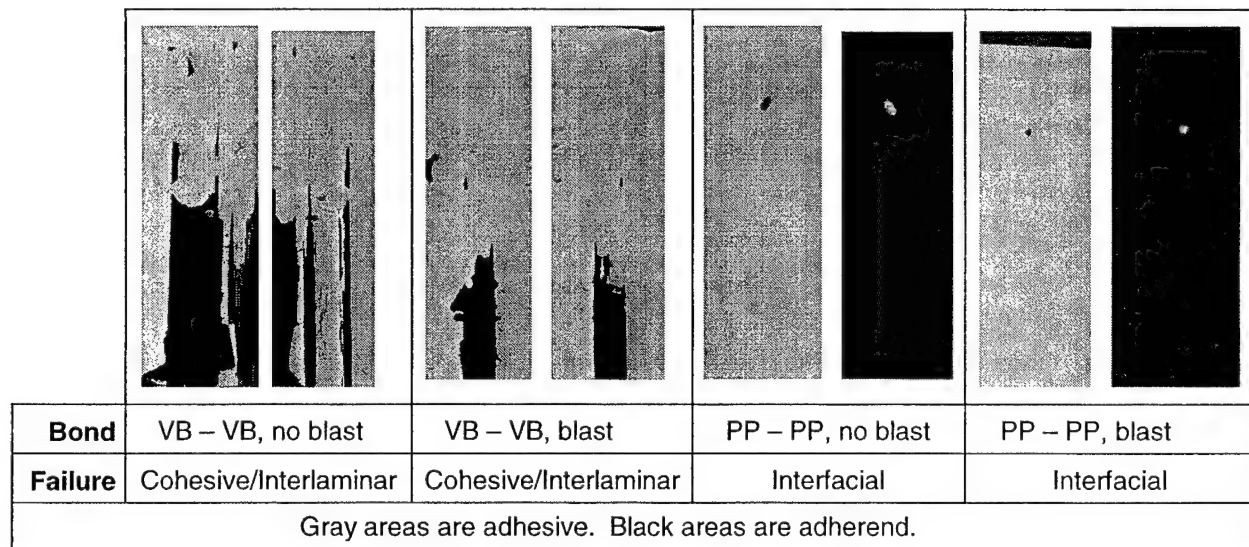 Bond VB – VB, no blast VB – VB, blast PP – PP, no blast PP – PP, blast
Failure Cohesive/Interlaminar Cohesive/Interlaminar Interfacial Interfacial
Gray areas are adhesive. Black areas are adherend.